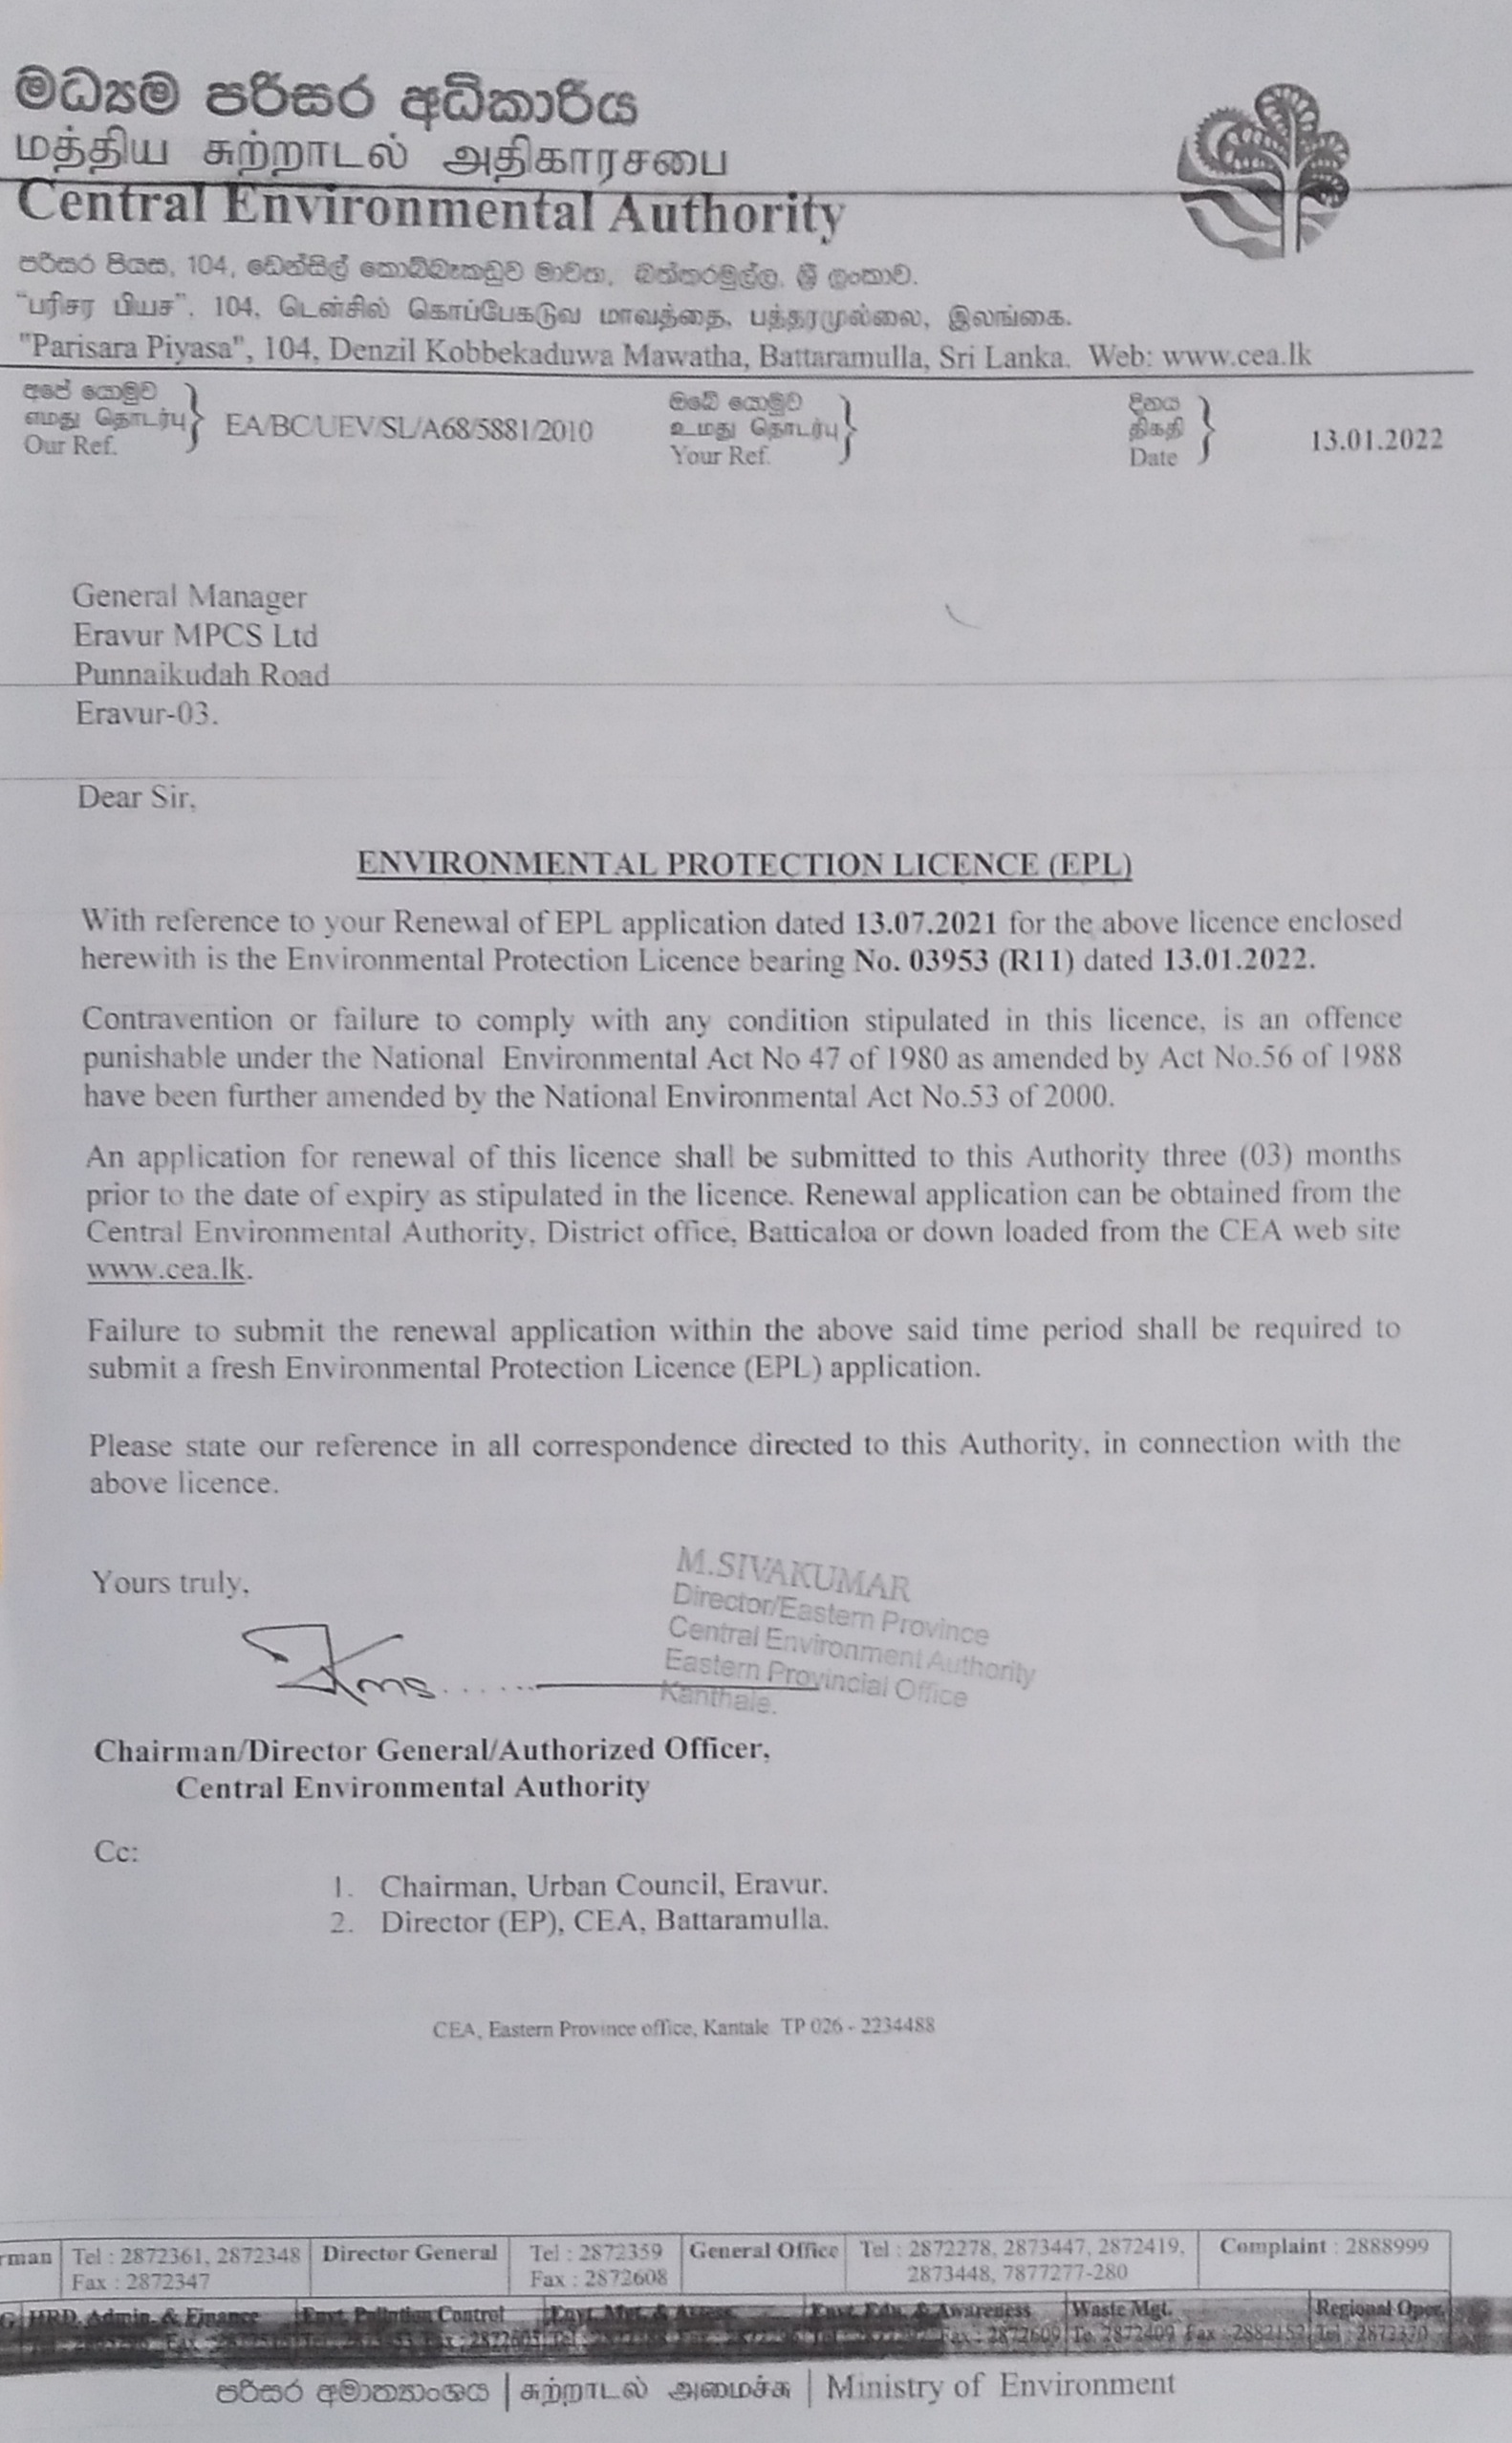 මධ්‍යම පරිසර අධිකාරිය
மத்திய சுற்றாடல் அதிகாரசபை
Central Environmental Authority
පරිසර පියස, 104, ඩෙන්සිල් කොබ්බෑකඩුව මාවත, බත්තරමුල්ල, ශ්‍රී ලංකාව.
“பரிசர பியச”, 104, டென்சில் கொப்பேகடுவ மாவத்தை, பத்தரமுல்லை, இலங்கை.
"Parisara Piyasa", 104, Denzil Kobbekaduwa Mawatha, Battaramulla, Sri Lanka. Web: www.cea.lk
අපේ යොමුව
எமது தொடர்பு
Our Ref.
EA/BC/UEV/SL/A68/5881/2010
ඔබේ යොමුව
உமது தொடர்பு
Your Ref.
දිනය
திகதி
Date
13.01.2022
General Manager
Eravur MPCS Ltd
Punnaikudah Road
Eravur-03.
Dear Sir,
ENVIRONMENTAL PROTECTION LICENCE (EPL)
With reference to your Renewal of EPL application dated 13.07.2021 for the above licence enclosed
herewith is the Environmental Protection Licence bearing No. 03953 (R11) dated 13.01.2022.
Contravention or failure to comply with any condition stipulated in this licence, is an offence
punishable under the National Environmental Act No 47 of 1980 as amended by Act No.56 of 1988
have been further amended by the National Environmental Act No.53 of 2000.
An application for renewal of this licence shall be submitted to this Authority three (03) months
prior to the date of expiry as stipulated in the licence. Renewal application can be obtained from the
Central Environmental Authority, District office, Batticaloa or down loaded from the CEA web site
www.cea.lk.
Failure to submit the renewal application within the above said time period shall be required to
submit a fresh Environmental Protection Licence (EPL) application.
Please state our reference in all correspondence directed to this Authority, in connection with the
above licence.
Yours truly,
M.SIVAKUMAR
Director/Eastern Province
Central Environment Authority
Eastern Provincial Office
Kanthale.
Chairman/Director General/Authorized Officer,
Central Environmental Authority
Cc:
1. Chairman, Urban Council, Eravur.
2. Director (EP), CEA, Battaramulla.
CEA, Eastern Province office, Kantale TP 026 - 2234488
rman Tel : 2872361, 2872348 Director General Tel : 2872359 General Office Tel : 2872278, 2873447, 2872419, Complaint : 2888999
Fax : 2872347 Fax : 2872608 2873448, 7877277-280
G HRD. Admin. & Finance Envt. Pollution Control Envt. Mgt. & Assess. Envt. Edu. & Awareness Waste Mgt. Regional Oper.
Fax : 2872609 Te. 2872409 Fax : 2882152 Tel : 2872370
පරිසර අමාත්‍යාංශය | சுற்றாடல் அமைச்சு | Ministry of Environment